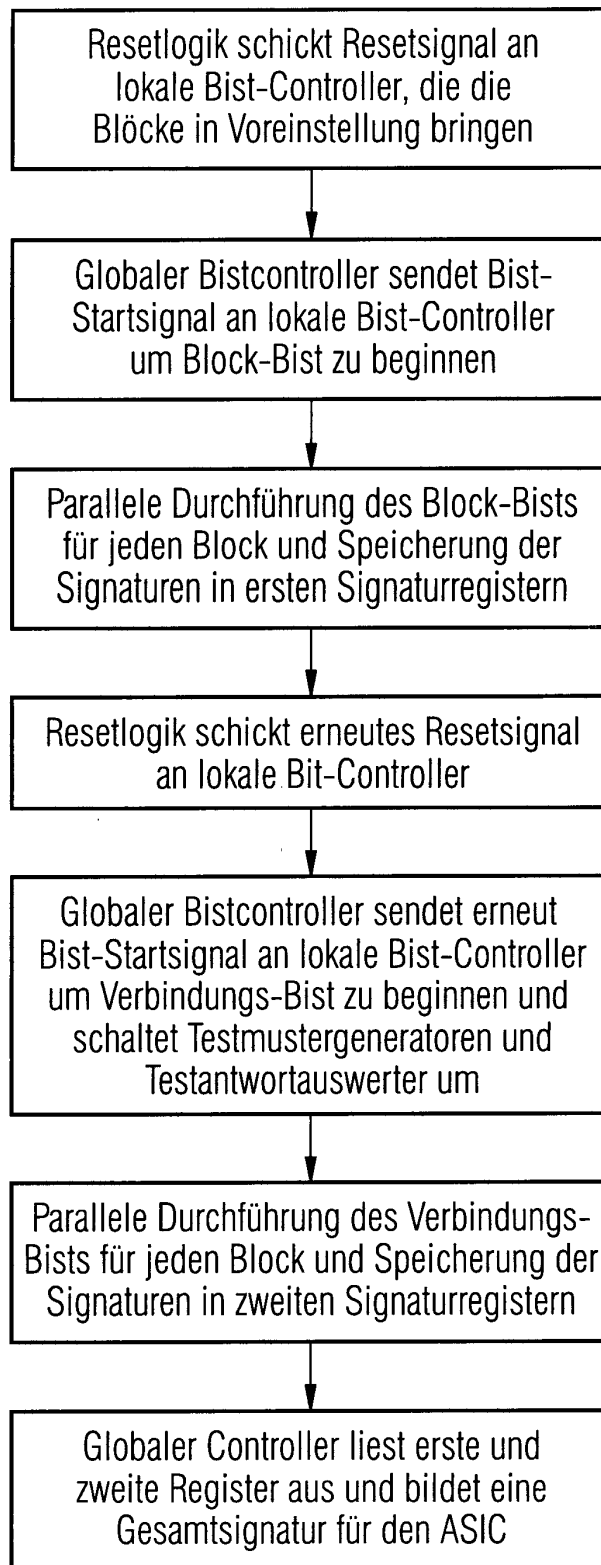 Resetlogik schickt Resetsignal an
lokale Bist-Controller, die die
Blöcke in Voreinstellung bringen
Globaler Bistcontroller sendet Bist-
Startsignal an lokale Bist-Controller
um Block-Bist zu beginnen
Parallele Durchführung des Block-Bists
für jeden Block und Speicherung der
Signaturen in ersten Signaturregistern
Resetlogik schickt erneutes Resetsignal
an lokale Bit-Controller
Globaler Bistcontroller sendet erneut
Bist-Startsignal an lokale Bist-Controller
um Verbindungs-Bist zu beginnen und
schaltet Testmustergeneratoren und
Testantwortauswerter um
Parallele Durchführung des Verbindungs-
Bists für jeden Block und Speicherung der
Signaturen in zweiten Signaturregistern
Globaler Controller liest erste und
zweite Register aus und bildet eine
Gesamtsignatur für den ASIC